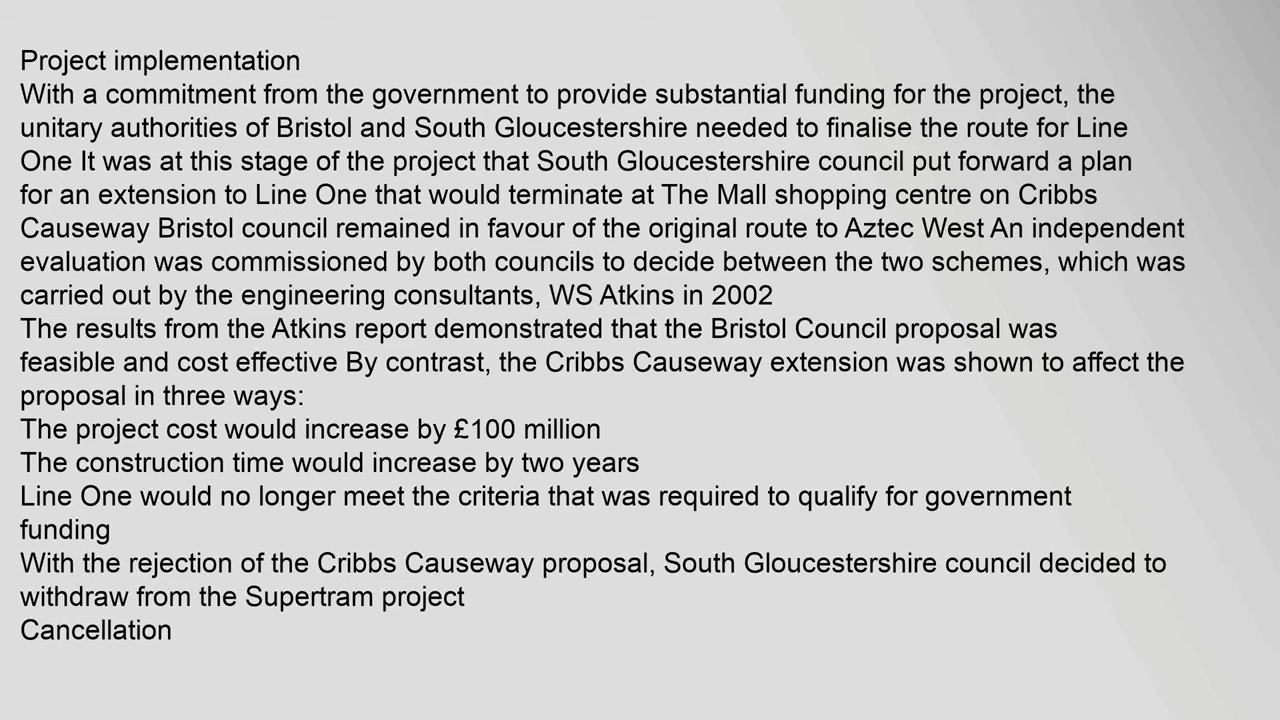 Project implementation
With a commitment from the government to provide substantial funding for the project, the
unitary authorities of Bristol and South Gloucestershire needed to finalise the route for Line
One It was at this stage of the project that South Gloucestershire council put forward a plan
for an extension to Line One that would terminate at The Mall shopping centre on Cribbs
Causeway Bristol council remained in favour of the original route to Aztec West An independent
evaluation was commissioned by both councils to decide between the two schemes, which was
carried out by the engineering consultants, WS Atkins in 2002
The results from the Atkins report demonstrated that the Bristol Council proposal was
feasible and cost effective By contrast, the Cribbs Causeway extension was shown to affect the
proposal in three ways:
The project cost would increase by £100 million
The construction time would increase by two years
Line One would no longer meet the criteria that was required to qualify for government
funding
With the rejection of the Cribbs Causeway proposal, South Gloucestershire council decided to
withdraw from the Supertram project
Cancellation